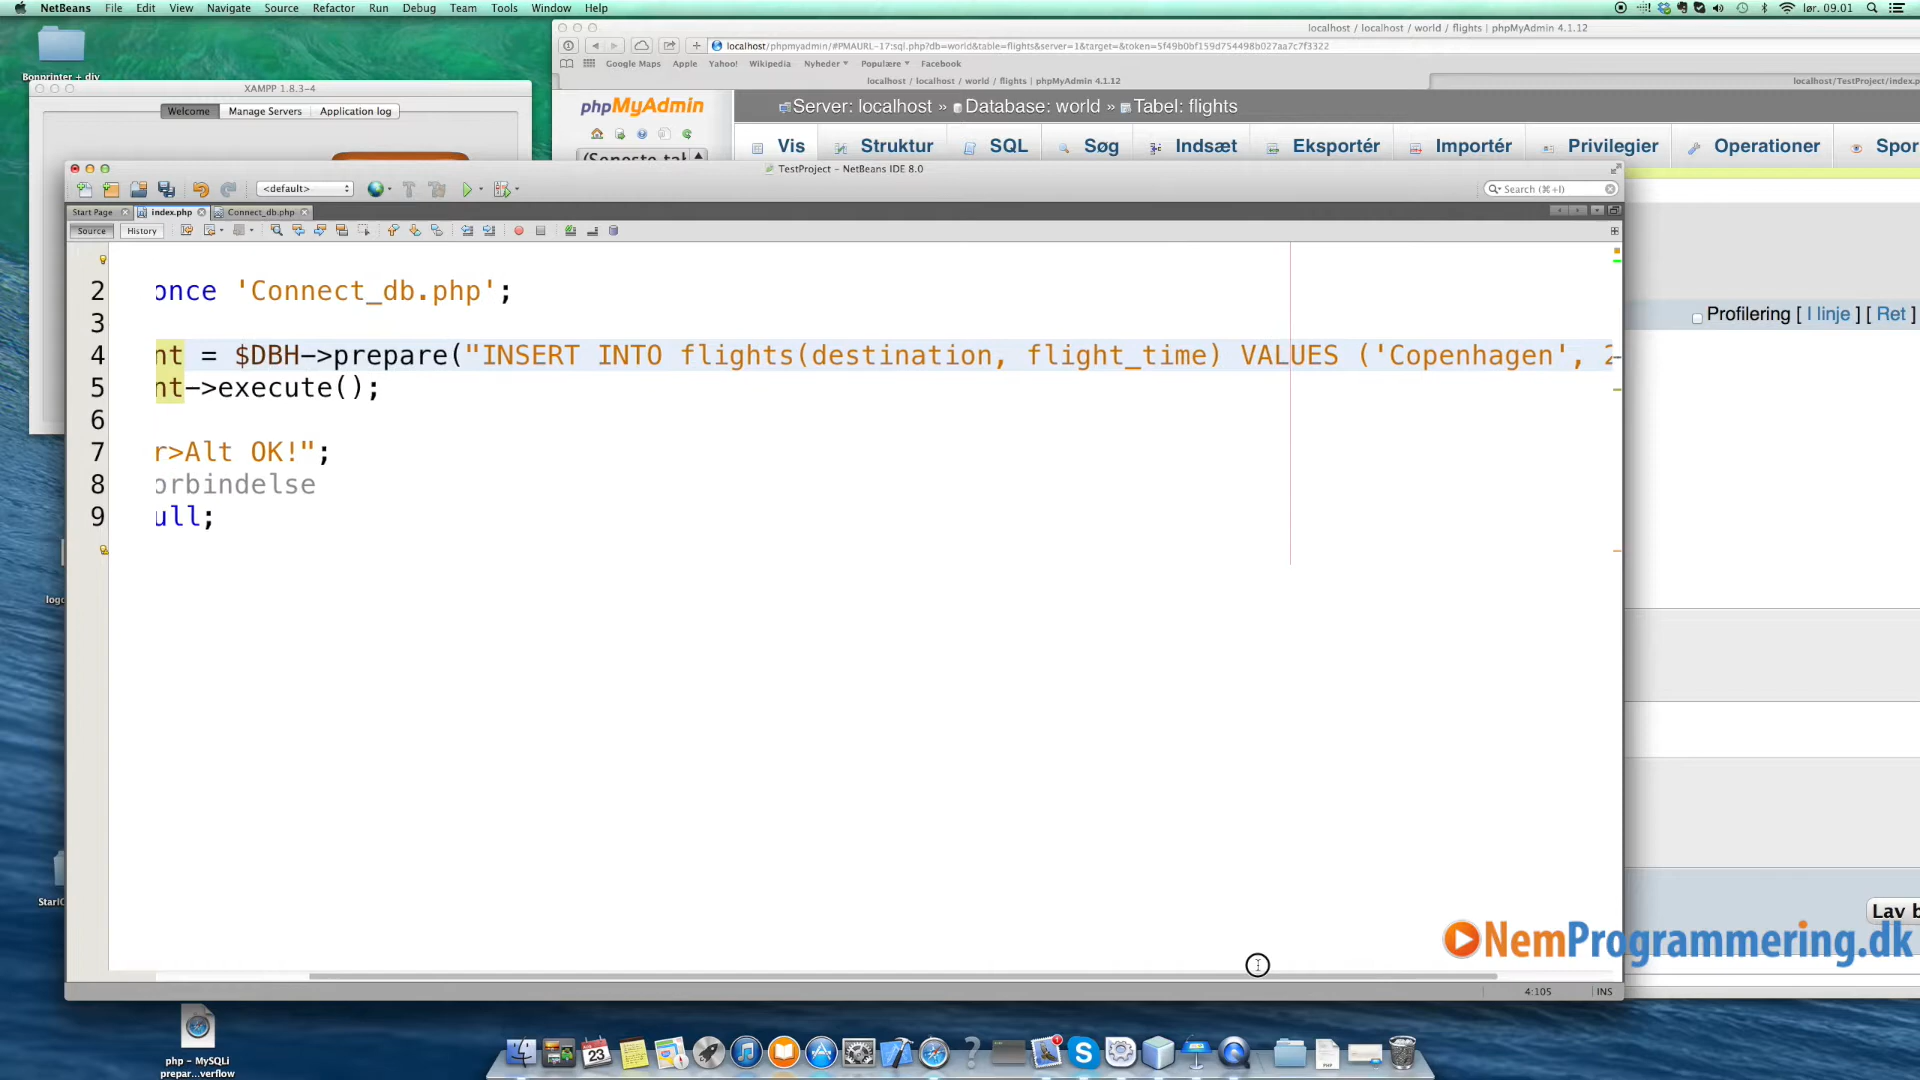 NetBeans File Edit View Navigate Source Refactor Run Debug Team Tools Window Help
lør. 09.01
Bonprinter + div
XAMPP 1.8.3-4
Welcome Manage Servers Application log
localhost / localhost / world / flights | phpMyAdmin 4.1.12
localhost/phpmyadmin/#PMAURL-17:sql.php?db=world&table=flights&server=1&target=&token=5f49b0bf159d754498b027aa7c7f3322
Google Maps Apple Yahoo! Wikipedia Nyheder Populære Facebook
localhost / localhost / world / flights | phpMyAdmin 4.1.12
localhost/TestProject/index.p
phpMyAdmin
Server: localhost » Database: world » Tabel: flights
Vis Struktur SQL Søg Indsæt Eksportér Importér Privilegier Operationer Spor
(Seneste tal
TestProject - NetBeans IDE 8.0
<default>
Search (⌘+I)
Start Page index.php Connect_db.php
Source History
2 once 'Connect_db.php';
3
4 nt = $DBH->prepare("INSERT INTO flights(destination, flight_time) VALUES ('Copenhagen', 2
5 nt->execute();
6
7 r>Alt OK!";
8 orbindelse
9 ull;
Profilering [ I linje ] [ Ret ]
logo
StarIO
Lav b
NemProgrammering.dk
4:105 INS
php - MySQLi
prepar...verflow
23
1
PHP